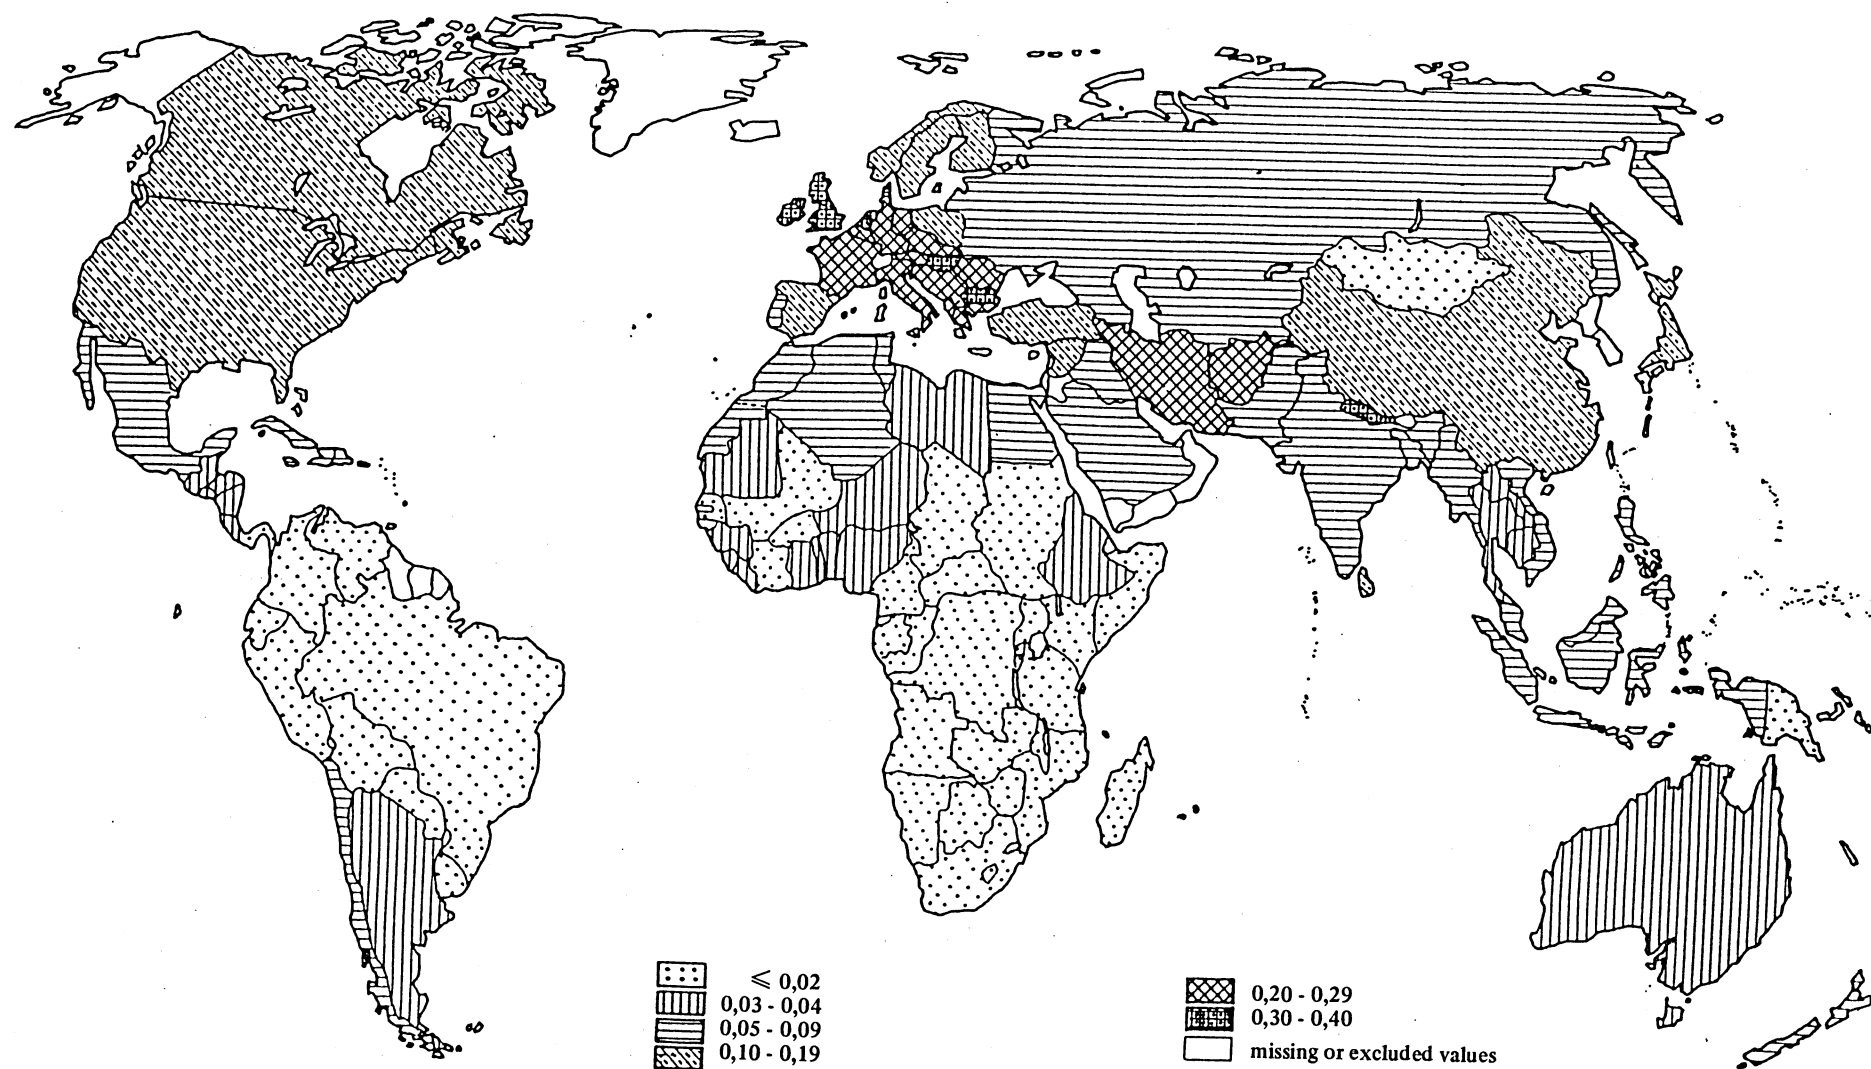 ≤ 0,02
0,03 - 0,04
0,05 - 0,09
0,10 - 0,19
0,20 - 0,29
0,30 - 0,40
missing or excluded values